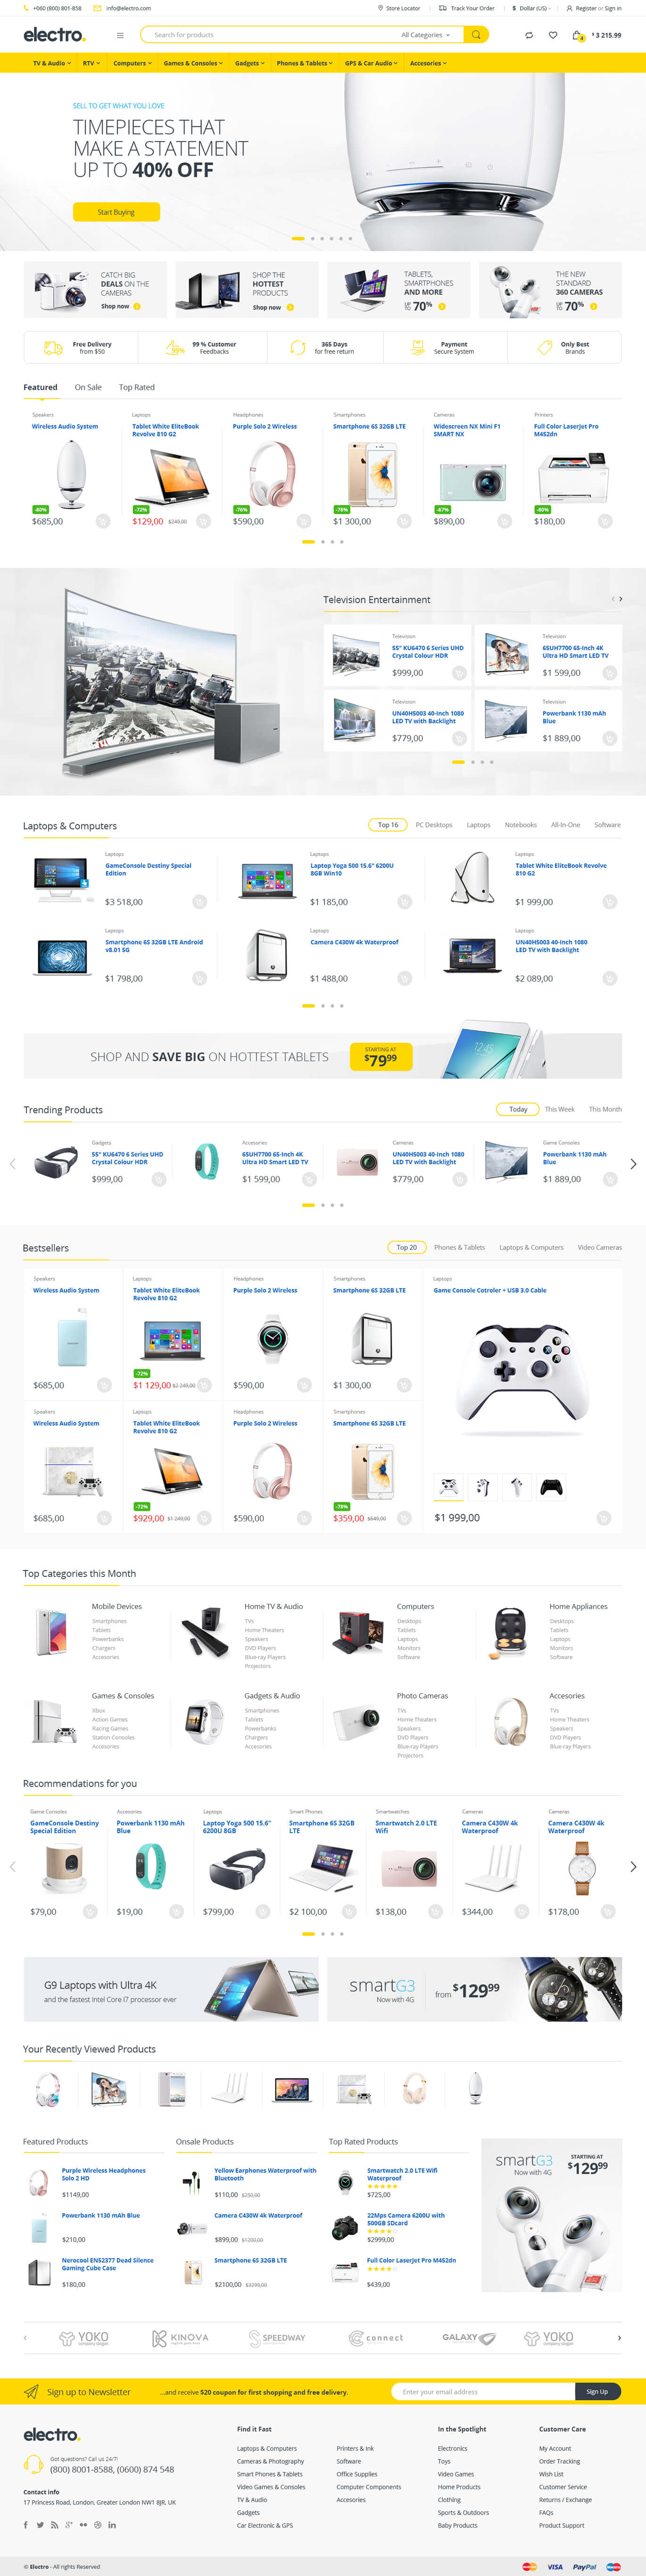 +060 (800) 801-858
info@electro.com
Store Locator
Track Your Order
$ Dollar (US)
Register or Sign in
electro.
Search for products
All Categories
4
$ 3 215.99
TV & Audio
RTV
Computers
Games & Consoles
Gadgets
Phones & Tablets
GPS & Car Audio
Accesories
SELL TO GET WHAT YOU LOVE
TIMEPIECES THAT
MAKE A STATEMENT
UP TO 40% OFF
Start Buying
CATCH BIG
DEALS ON THE
CAMERAS
Shop now
SHOP THE
HOTTEST
PRODUCTS
Shop now
TABLETS,
SMARTPHONES
AND MORE
UP TO 70%
THE NEW
STANDARD
360 CAMERAS
UP TO 70%
Free Delivery
from $50
99 % Customer
Feedbacks
365 Days
for free return
Payment
Secure System
Only Best
Brands
Featured
On Sale
Top Rated
Speakers
Wireless Audio System
-80%
$685,00
Laptops
Tablet White EliteBook
Revolve 810 G2
-72%
$129,00 $249,00
Headphones
Purple Solo 2 Wireless
-76%
$590,00
Smartphones
Smartphone 6S 32GB LTE
-78%
$1 300,00
Cameras
Widescreen NX Mini F1
SMART NX
-67%
$890,00
Printers
Full Color LaserJet Pro
M452dn
-80%
$180,00
Television Entertainment
Television
55" KU6470 6 Series UHD
Crystal Colour HDR
$999,00
Television
65UH7700 65-Inch 4K
Ultra HD Smart LED TV
$1 599,00
Television
UN40H5003 40-Inch 1080
LED TV with Backlight
$779,00
Television
Powerbank 1130 mAh
Blue
$1 889,00
Laptops & Computers
Top 16
PC Desktops
Laptops
Notebooks
All-In-One
Software
Laptops
GameConsole Destiny Special
Edition
$3 518,00
Laptops
Laptop Yoga 500 15.6" 6200U
8GB Win10
$1 185,00
Laptops
Tablet White EliteBook Revolve
810 G2
$1 999,00
Laptops
Smartphone 6S 32GB LTE Android
v8.01 5G
$1 798,00
Laptops
Camera C430W 4k Waterproof
$1 488,00
Laptops
UN40H5003 40-Inch 1080
LED TV with Backlight
$2 089,00
SHOP AND SAVE BIG ON HOTTEST TABLETS
STARTING AT
$79.99
Trending Products
Today
This Week
This Month
Gadgets
55" KU6470 6 Series UHD
Crystal Colour HDR
$999,00
Accesories
65UH7700 65-Inch 4K
Ultra HD Smart LED TV
$1 599,00
Cameras
UN40H5003 40-Inch 1080
LED TV with Backlight
$779,00
Game Consoles
Powerbank 1130 mAh
Blue
$1 889,00
Bestsellers
Top 20
Phones & Tablets
Laptops & Computers
Video Cameras
Speakers
Wireless Audio System
$685,00
Laptops
Tablet White EliteBook
Revolve 810 G2
-72%
$1 129,00 $2 249,00
Headphones
Purple Solo 2 Wireless
$590,00
Smartphones
Smartphone 6S 32GB LTE
$1 300,00
Laptops
Game Console Cotroler + USB 3.0 Cable
$1 999,00
Speakers
Wireless Audio System
$685,00
Laptops
Tablet White EliteBook
Revolve 810 G2
-72%
$929,00 $1 249,00
Headphones
Purple Solo 2 Wireless
$590,00
Smartphones
Smartphone 6S 32GB LTE
-78%
$359,00 $649,00
Top Categories this Month
Mobile Devices
Smartphones
Tablets
Powerbanks
Chargers
Accesories
Home TV & Audio
TVs
Home Theaters
Speakers
DVD Players
Blue-ray Players
Projectors
Computers
Desktops
Tablets
Laptops
Monitors
Software
Home Appliances
Desktops
Tablets
Laptops
Monitors
Software
Games & Consoles
Xbox
Action Games
Racing Games
Station Consoles
Accesories
Gadgets & Audio
Smartphones
Tablets
Powerbanks
Chargers
Accesories
Photo Cameras
TVs
Home Theaters
Speakers
DVD Players
Blue-ray Players
Projectors
Accesories
TVs
Home Theaters
Speakers
DVD Players
Blue-ray Players
Recommendations for you
Game Consoles
GameConsole Destiny
Special Edition
$79,00
Accesories
Powerbank 1130 mAh
Blue
$19,00
Laptops
Laptop Yoga 500 15.6"
6200U 8GB
$799,00
Smart Phones
Smartphone 6S 32GB
LTE
$2 100,00
Smartwatches
Smartwatch 2.0 LTE
Wifi
$138,00
Cameras
Camera C430W 4k
Waterproof
$344,00
Cameras
Camera C430W 4k
Waterproof
$178,00
G9 Laptops with Ultra 4K
and the fastest Intel Core i7 processor ever
smartG3
Now with 4G
from $129.99
Your Recently Viewed Products
Featured Products
Purple Wireless Headphones
Solo 2 HD
$1149,00
Powerbank 1130 mAh Blue
$210,00
Nerocool EN52377 Dead Silence
Gaming Cube Case
$180,00
Onsale Products
Yellow Earphones Waterproof with
Bluetooth
$110,00 $250,00
Camera C430W 4k Waterproof
$899,00 $1200,00
Smartphone 6S 32GB LTE
$2100,00 $3299,00
Top Rated Products
Smartwatch 2.0 LTE Wifi
Waterproof
$725,00
22Mps Camera 6200U with
500GB SDcard
$2999,00
Full Color LaserJet Pro M452dn
$439,00
smartG3
Now with 4G
STARTING AT
$129.99
YOKO
KINOVA
SPEEDWAY
connect
GALAXY
YOKO
Sign up to Newsletter
...and receive $20 coupon for first shopping and free delivery.
Enter your email address
Sign Up
electro.
Got questions? Call us 24/7!
(800) 8001-8588, (0600) 874 548
Contact info
17 Princess Road, London, Greater London NW1 8JR, UK
Find it Fast
Laptops & Computers
Cameras & Photography
Smart Phones & Tablets
Video Games & Consoles
TV & Audio
Gadgets
Car Electronic & GPS
Printers & Ink
Software
Office Supplies
Computer Components
Accesories
In the Spotlight
Electronics
Toys
Video Games
Home Products
Clothing
Sports & Outdoors
Baby Products
Customer Care
My Account
Order Tracking
Wish List
Customer Service
Returns / Exchange
FAQs
Product Support
© Electro - All rights Reserved
VISA
PayPal